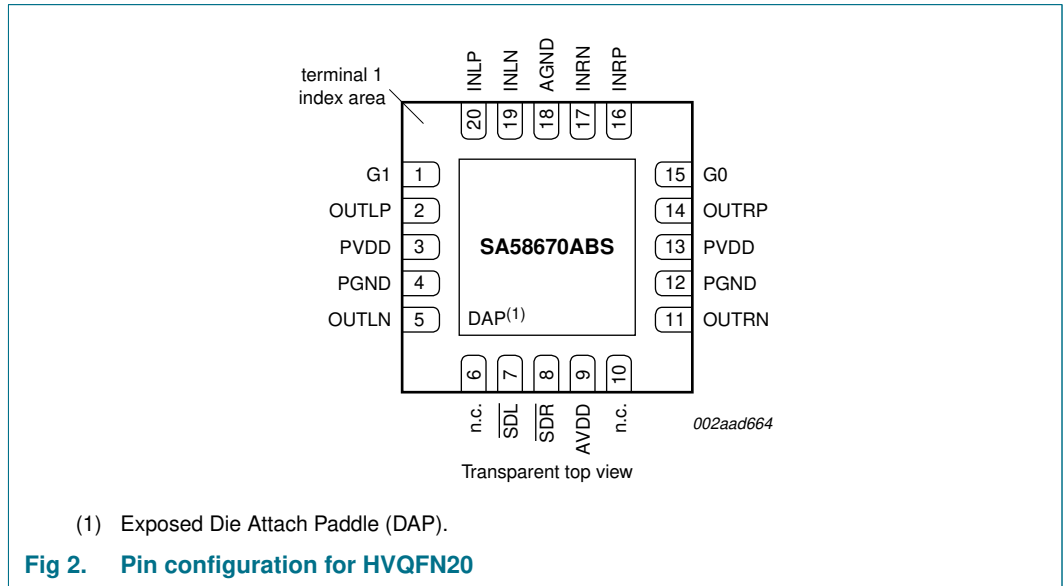 terminal 1
index area
INLP
INLN
AGND
INRN
INRP
20
19
18
17
16
G1 1
15 G0
OUTLP 2
14 OUTRP
PVDD 3
SA58670ABS
13 PVDD
PGND 4
12 PGND
OUTLN 5
DAP(1)
11 OUTRN
6
7
8
9
10
n.c.
SDL
SDR
AVDD
n.c.
002aad664
Transparent top view
(1) Exposed Die Attach Paddle (DAP).
Fig 2. Pin configuration for HVQFN20